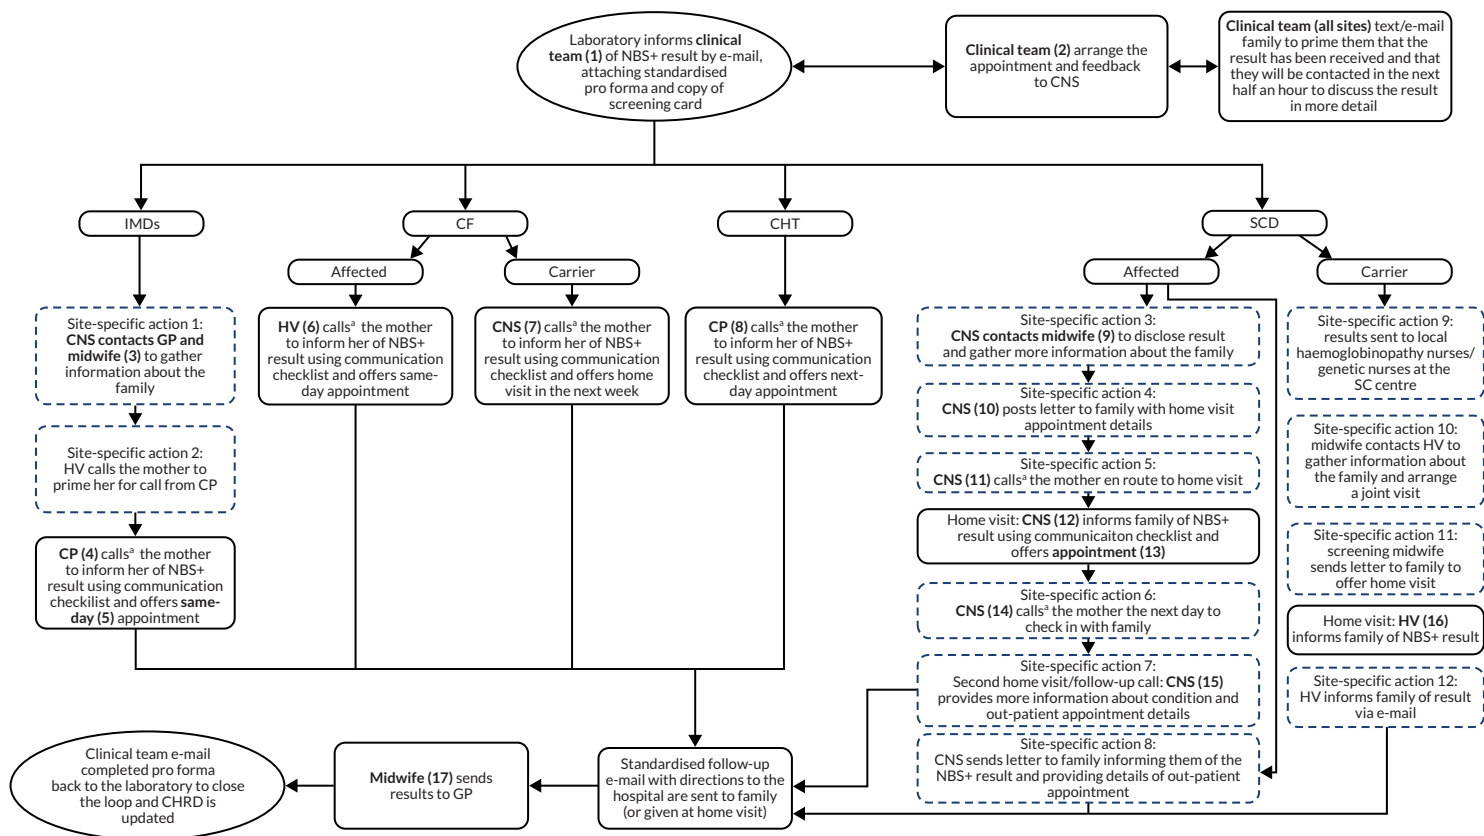 Laboratory informs clinical
team (1) of NBS+ result by e-mail,
attaching standardised
pro forma and copy of
screening card
Clinical team (2) arrange the
appointment and feedback
to CNS
Clinical team (all sites) text/e-mail
family to prime them that the
result has been received and that
they will be contacted in the next
half an hour to discuss the result
in more detail
IMDs
CF
CHT
SCD
Affected
Carrier
Affected
Carrier
Site-specific action 1:
CNS contacts GP and
midwife (3) to gather
information about the
family
Site-specific action 2:
HV calls the mother to
prime her for call from CP
CP (4) callsᵃ the mother
to inform her of NBS+
result using communication
checkilist and offers same-
day (5) appointment
HV (6) callsᵃ the mother
to inform her of NBS+
result using communication
checklist and offers same-
day appointment
CNS (7) callsᵃ the mother
to inform her of NBS+
result using communication
checklist and offers home
visit in the next week
CP (8) callsᵃ the mother
to inform her of NBS+
result using communication
checklist and offers next-
day appointment
Site-specific action 3:
CNS contacts midwife (9) to disclose result
and gather more information about the family
Site-specific action 4:
CNS (10) posts letter to family with home visit
appointment details
Site-specific action 5:
CNS (11) callsᵃ the mother en route to home visit
Home visit: CNS (12) informs family of NBS+
result using communicaiton checklist and
offers appointment (13)
Site-specific action 6:
CNS (14) callsᵃ the mother the next day to
check in with family
Site-specific action 7:
Second home visit/follow-up call: CNS (15)
provides more information about condition and
out-patient appointment details
Site-specific action 8:
CNS sends letter to family informing them of the
NBS+ result and providing details of out-patient
appointment
Site-specific action 9:
results sent to local
haemoglobinopathy nurses/
genetic nurses at the
SC centre
Site-specific action 10:
midwife contacts HV to
gather information about
the family and arrange
a joint visit
Site-specific action 11:
screening midwife
sends letter to family to
offer home visit
Home visit: HV (16)
informs family of NBS+ result
Site-specific action 12:
HV informs family of result
via e-mail
Standardised follow-up
e-mail with directions to the
hospital are sent to family
(or given at home visit)
Midwife (17) sends
results to GP
Clinical team e-mail
completed pro forma
back to the laboratory to close
the loop and CHRD is
updated